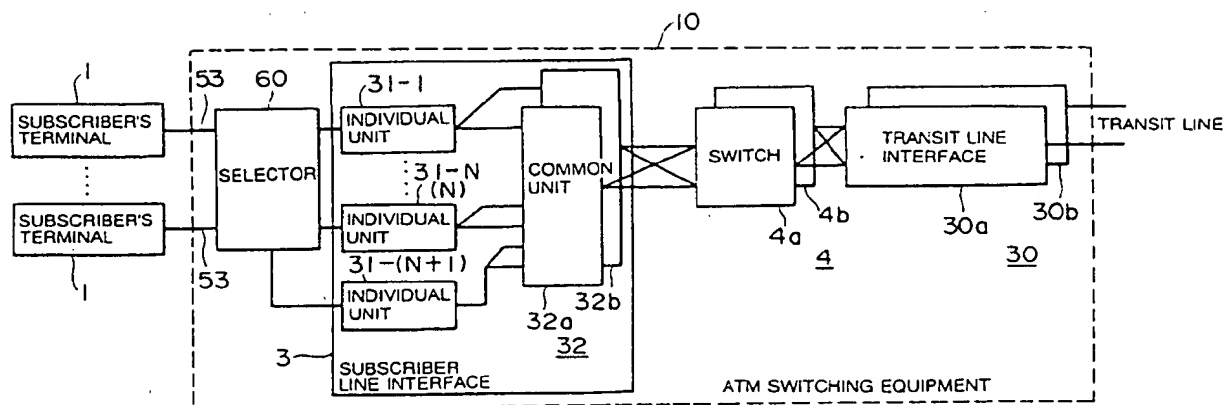 10
1
53
60
31-1
SUBSCRIBER'S
TERMINAL
SELECTOR
INDIVIDUAL
UNIT
31-N
(N)
COMMON
UNIT
SWITCH
TRANSIT LINE
INTERFACE
TRANSIT LINE
SUBSCRIBER'S
TERMINAL
INDIVIDUAL
UNIT
4b
30b
53
1
31-(N+1)
4a
30a
4
30
INDIVIDUAL
UNIT
32b
32a
32
3
SUBSCRIBER
LINE INTERFACE
ATM SWITCHING EQUIPMENT